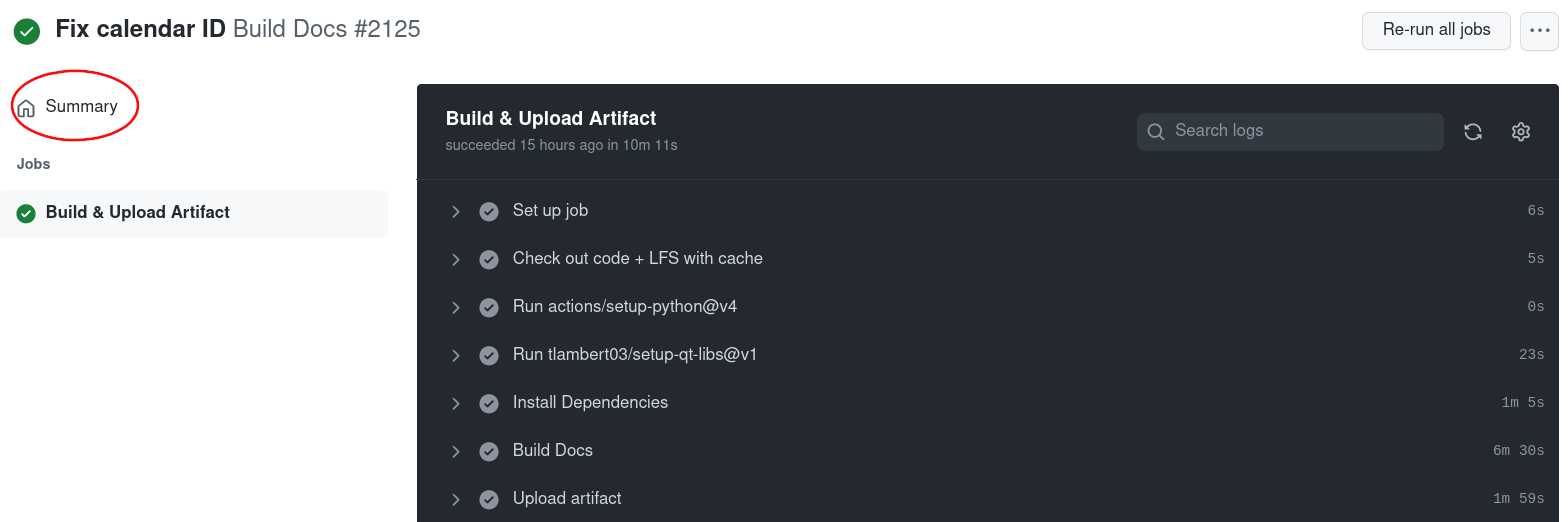 Fix calendar ID Build Docs #2125
Re-run all jobs
Summary
Jobs
Build & Upload Artifact
Build & Upload Artifact
succeeded 15 hours ago in 10m 11s
Search logs
Set up job 6s
Check out code + LFS with cache 5s
Run actions/setup-python@v4 0s
Run tlambert03/setup-qt-libs@v1 23s
Install Dependencies 1m 5s
Build Docs 6m 30s
Upload artifact 1m 59s